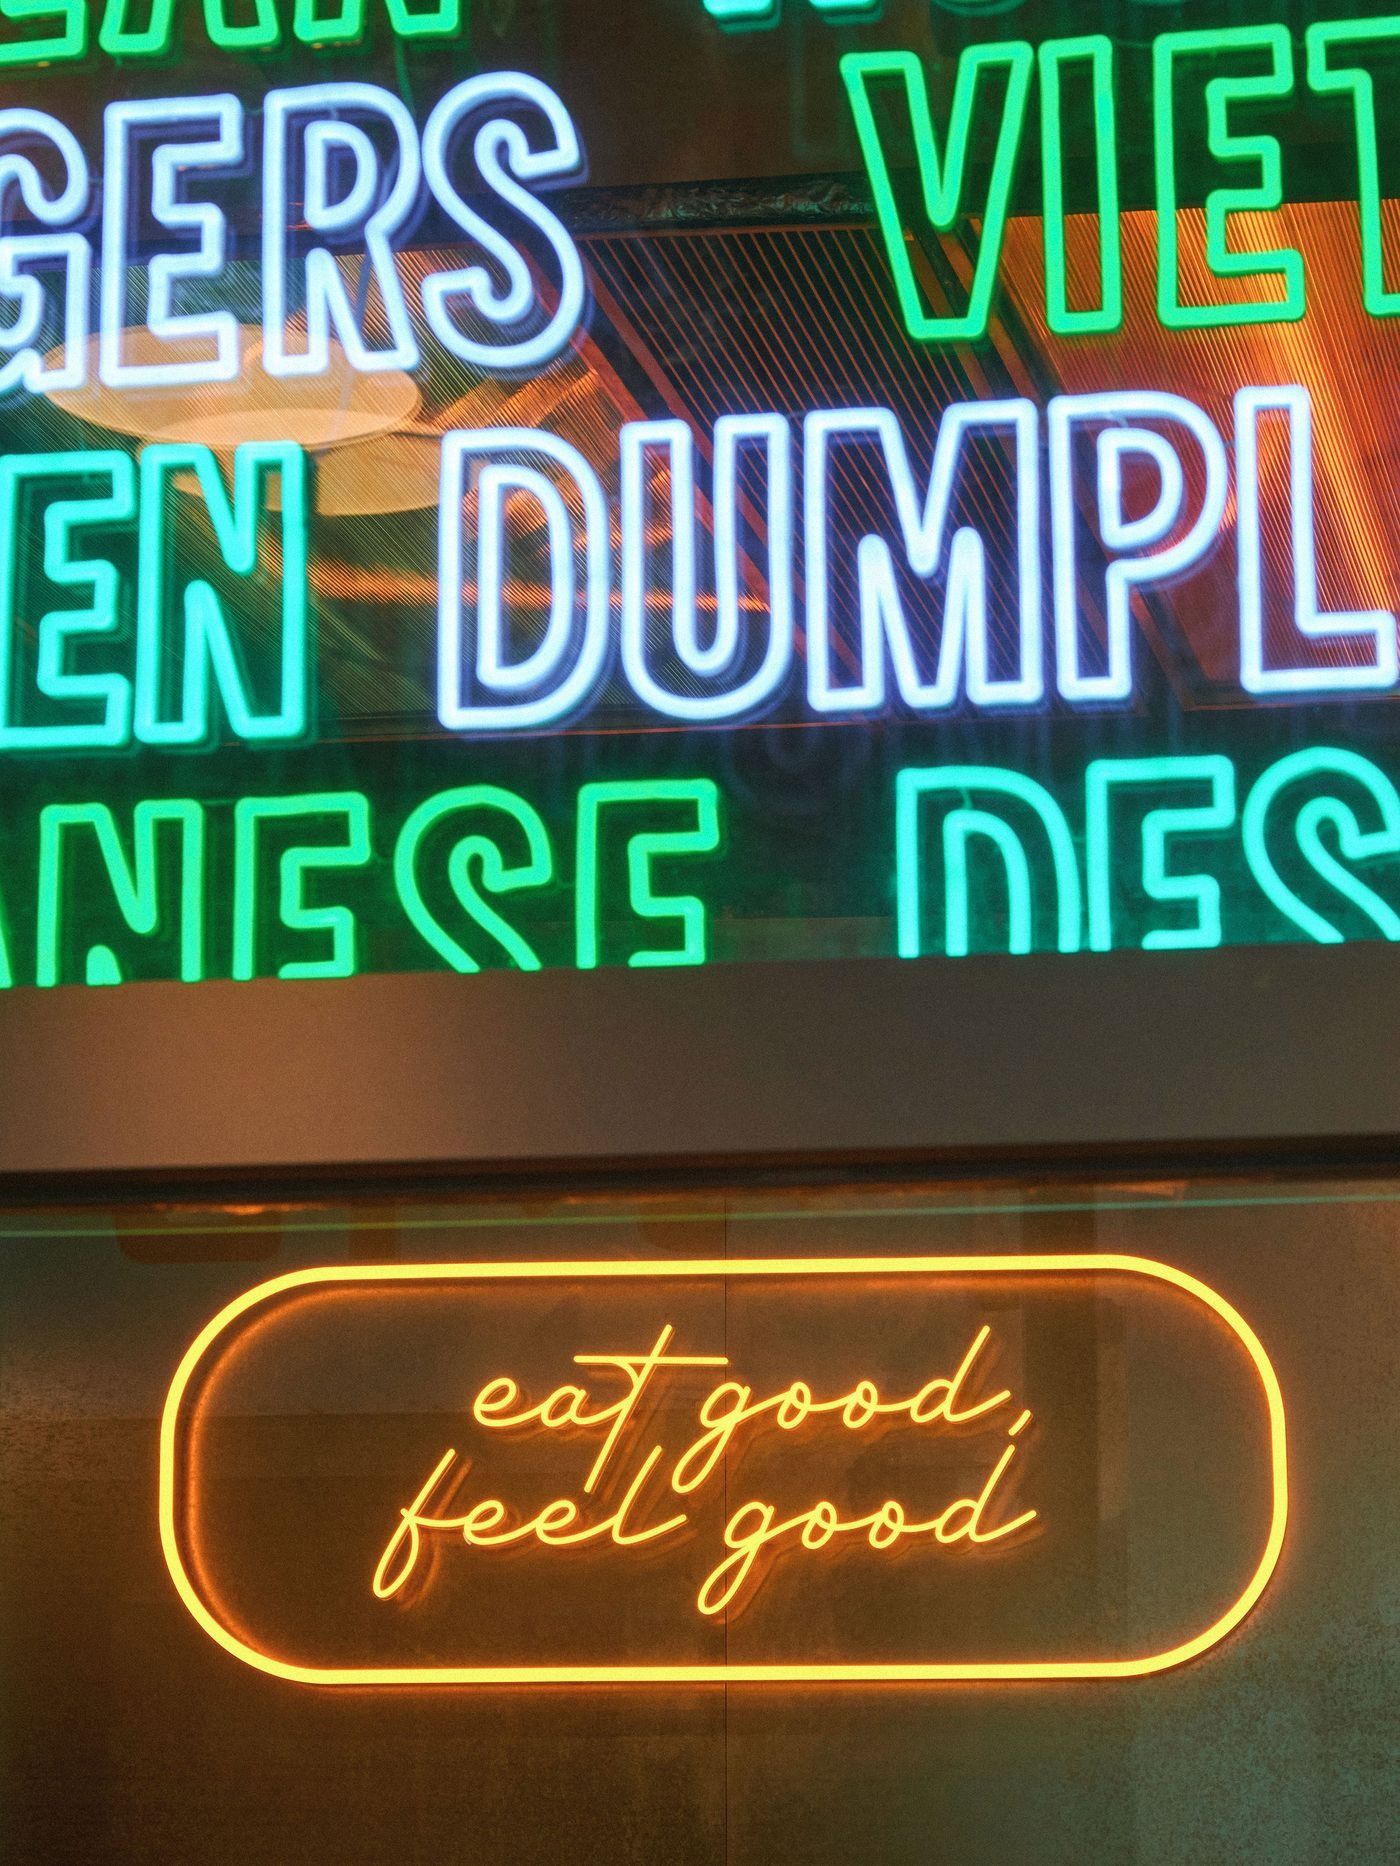 GERS VIET
EN DUMPL
ANESE DES
eat good,
feel good